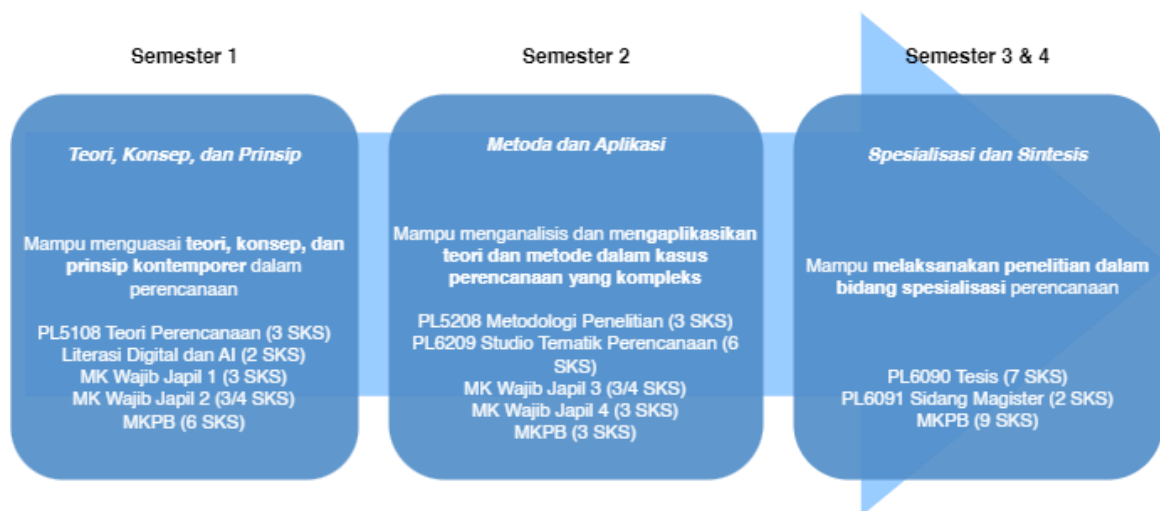 Semester 1
Teori, Konsep, dan Prinsip
Mampu menguasai teori, konsep, dan
prinsip kontemporer dalam
perencanaan
PL5108 Teori Perencanaan (3 SKS)
Literasi Digital dan AI (2 SKS)
MK Wajib Japil 1 (3 SKS)
MK Wajib Japil 2 (3/4 SKS)
MKPB (6 SKS)
Semester 2
Metoda dan Aplikasi
Mampu menganalisis dan mengaplikasikan
teori dan metode dalam kasus
perencanaan yang kompleks
PL5208 Metodologi Penelitian (3 SKS)
PL6209 Studio Tematik Perencanaan (6
SKS)
MK Wajib Japil 3 (3/4 SKS)
MK Wajib Japil 4 (3 SKS)
MKPB (3 SKS)
Semester 3 & 4
Spesialisasi dan Sintesis
Mampu melaksanakan penelitian dalam
bidang spesialisasi perencanaan
PL6090 Tesis (7 SKS)
PL6091 Sidang Magister (2 SKS)
MKPB (9 SKS)